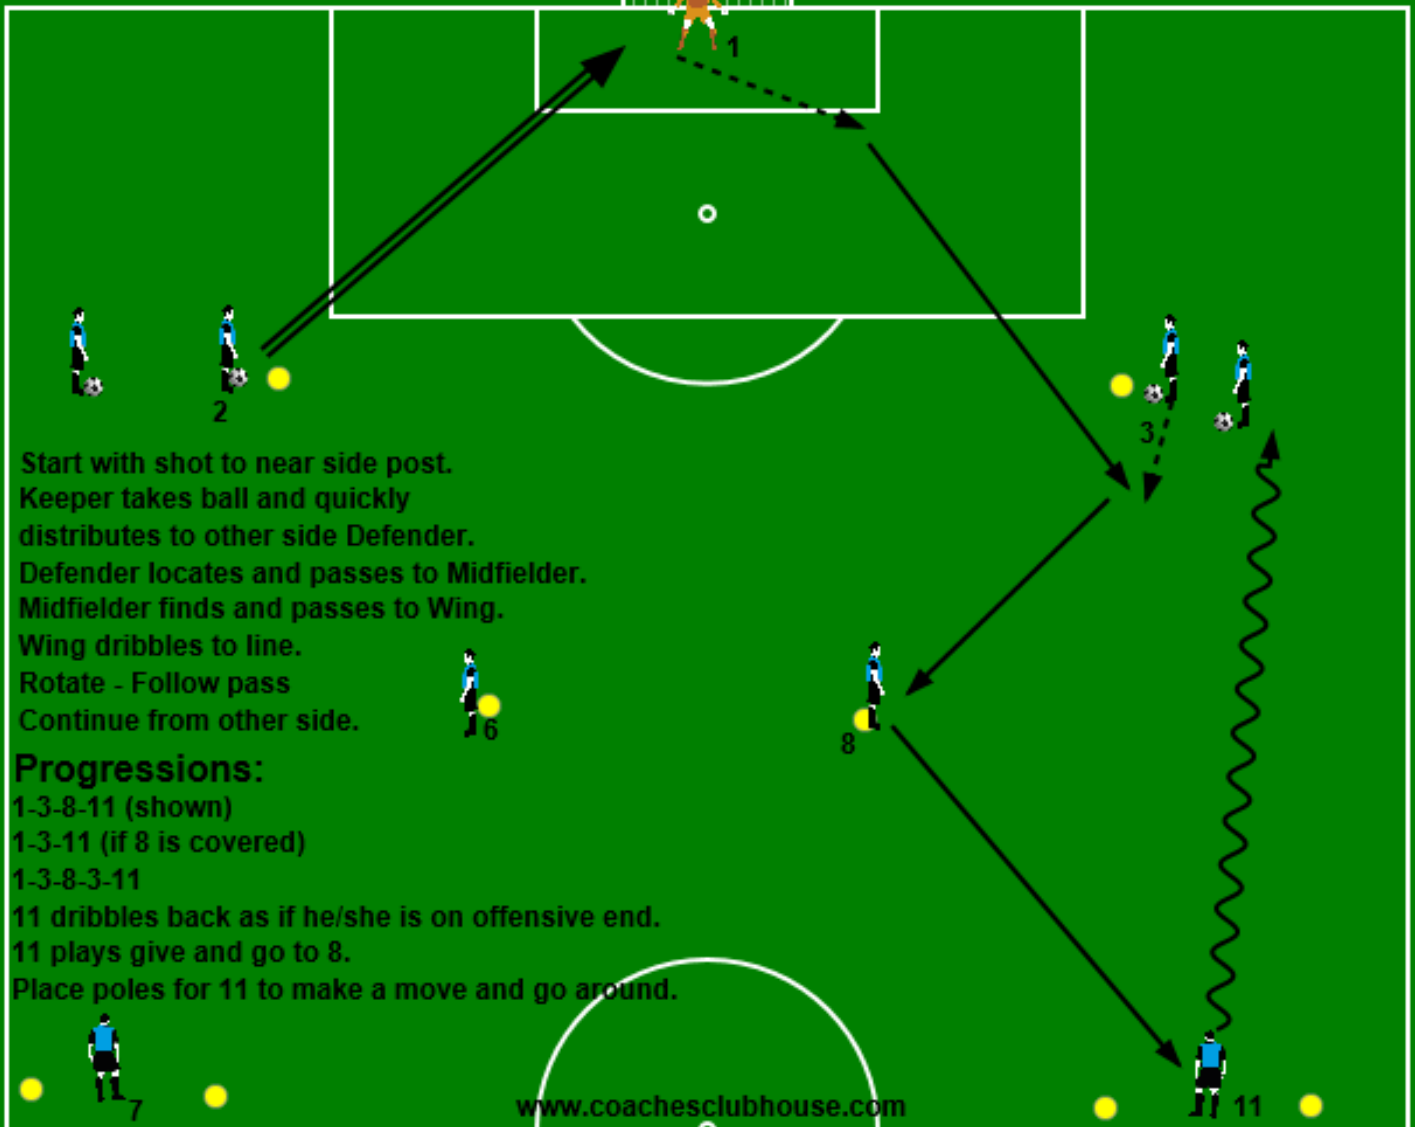 1
2
3
Start with shot to near side post.
Keeper takes ball and quickly
distributes to other side Defender.
Defender locates and passes to Midfielder.
Midfielder finds and passes to Wing.
Wing dribbles to line.
Rotate - Follow pass
Continue from other side.
6
8
Progressions:
1-3-8-11 (shown)
1-3-11 (if 8 is covered)
1-3-8-3-11
11 dribbles back as if he/she is on offensive end.
11 plays give and go to 8.
Place poles for 11 to make a move and go around.
7
www.coachesclubhouse.com
11